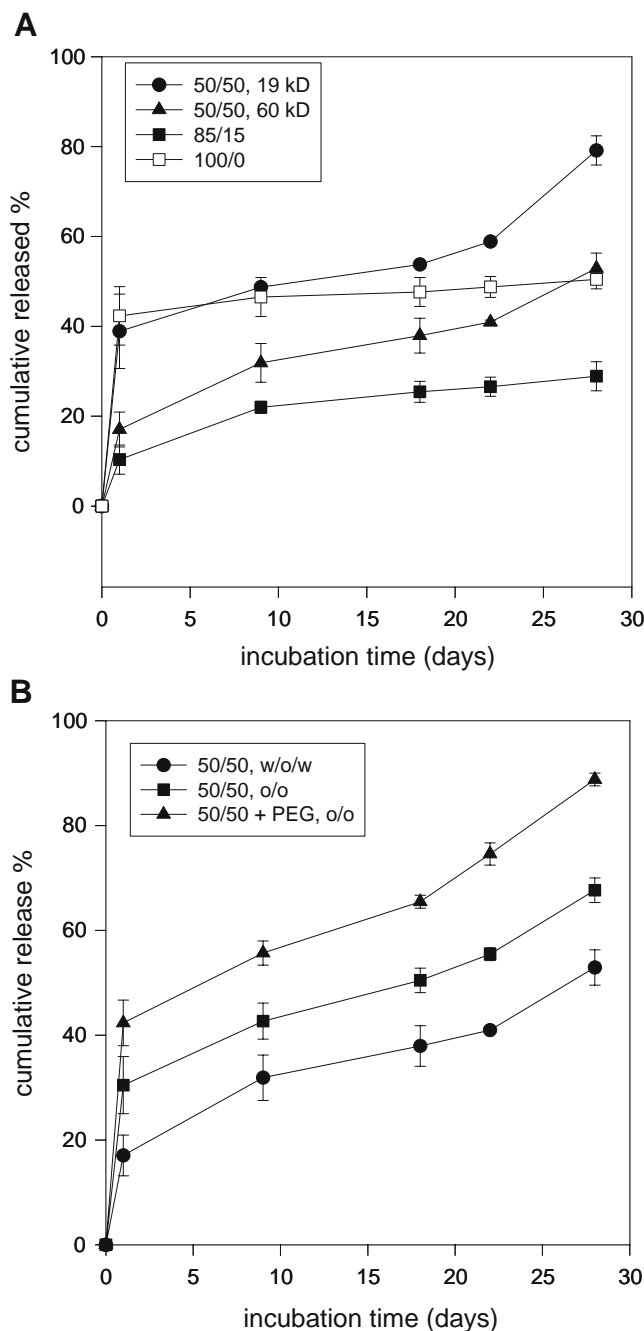 A
100
80
60
40
20
0
50/50, 19 kD
50/50, 60 kD
85/15
100/0
cumulative released %
0 5 10 15 20 25 30
incubation time (days)
B
100
80
60
40
20
0
50/50, w/o/w
50/50, o/o
50/50 + PEG, o/o
cumulative release %
0 5 10 15 20 25 30
incubation time (days)